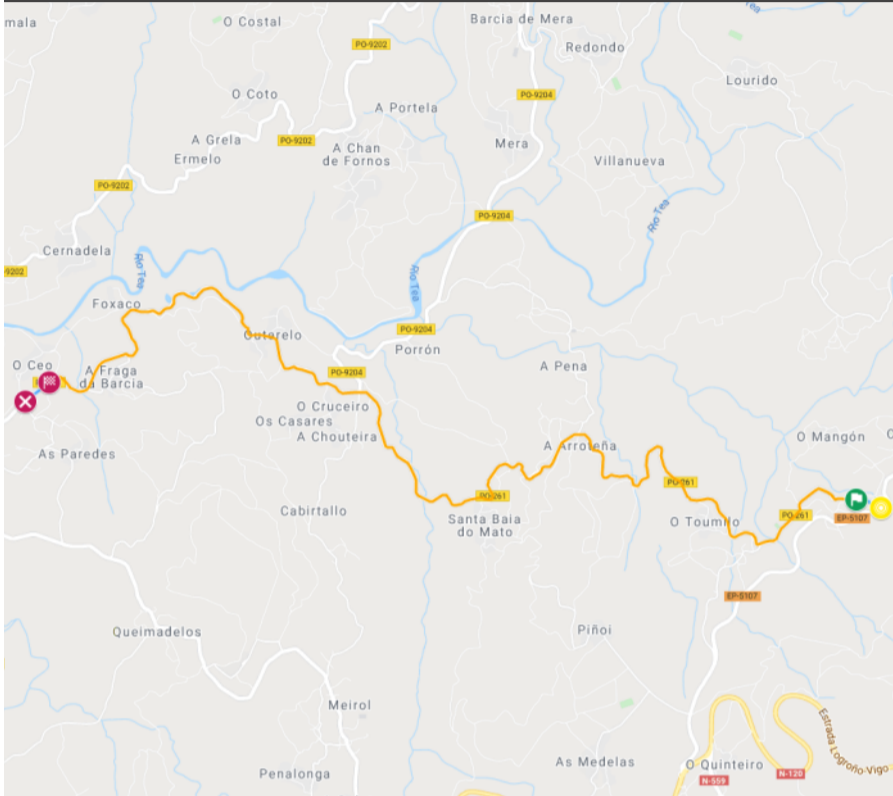 mala
O Costal
Barcia de Mera
Tea
PO-9202
Redondo
Lourido
O Coto
PO-9204
A Portela
A Grela
PO-9202
Mera
Ermelo
A Chan
de Fornos
Villanueva
PO-9202
PO-9204
Río Tea
Cernadela
Río Tea
Río Tea
9202
Foxaco
PO-9204
Outerelo
Porrón
O Ceo
A Fraga
da Barcia
PO-9204
A Pena
O Cruceiro
Os Casares
A Chouteira
O Mangón
A Arroteña
As Paredes
PO-261
PO-261
Cabirtallo
Santa Baia
do Mato
O Toumilo
PO-261
EP-5107
EP-5107
Queimadelos
Piñoi
Meirol
Estrada Logroño-Vigo
As Medelas
O Quinteiro
Penalonga
N-559
N-120